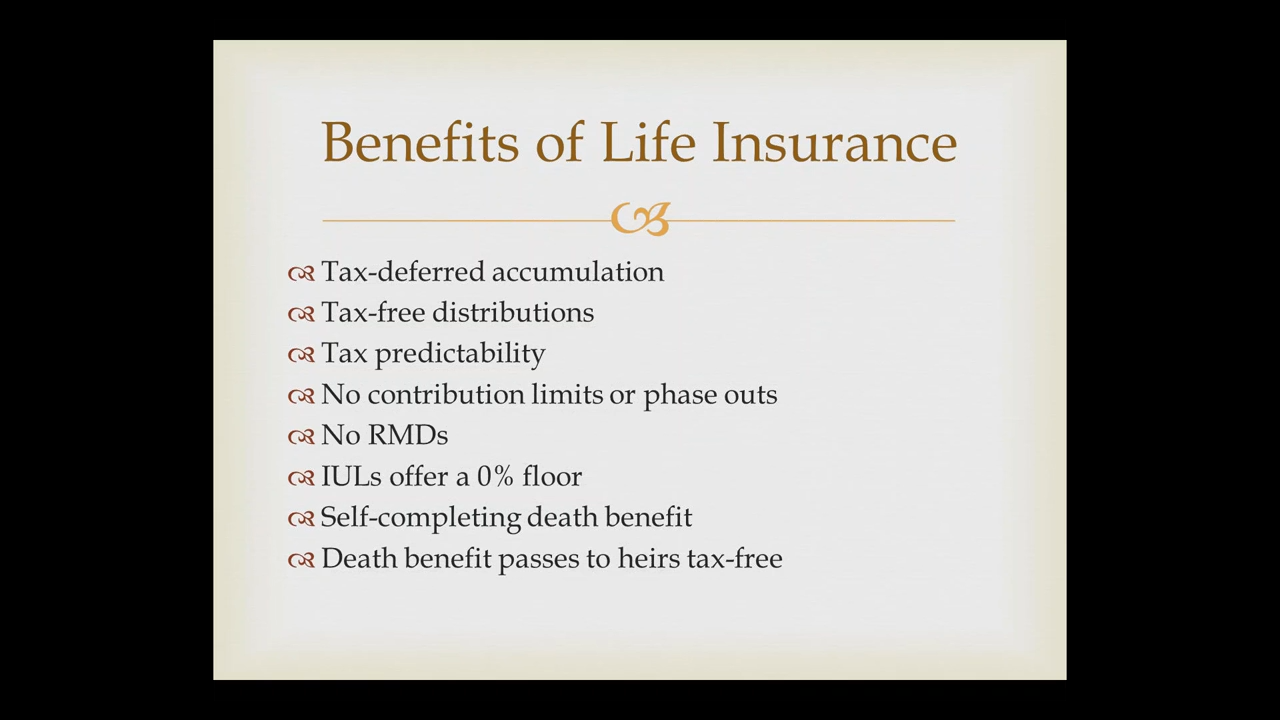 Benefits of Life Insurance
Tax-deferred accumulation
Tax-free distributions
Tax predictability
No contribution limits or phase outs
No RMDs
IULs offer a 0% floor
Self-completing death benefit
Death benefit passes to heirs tax-free